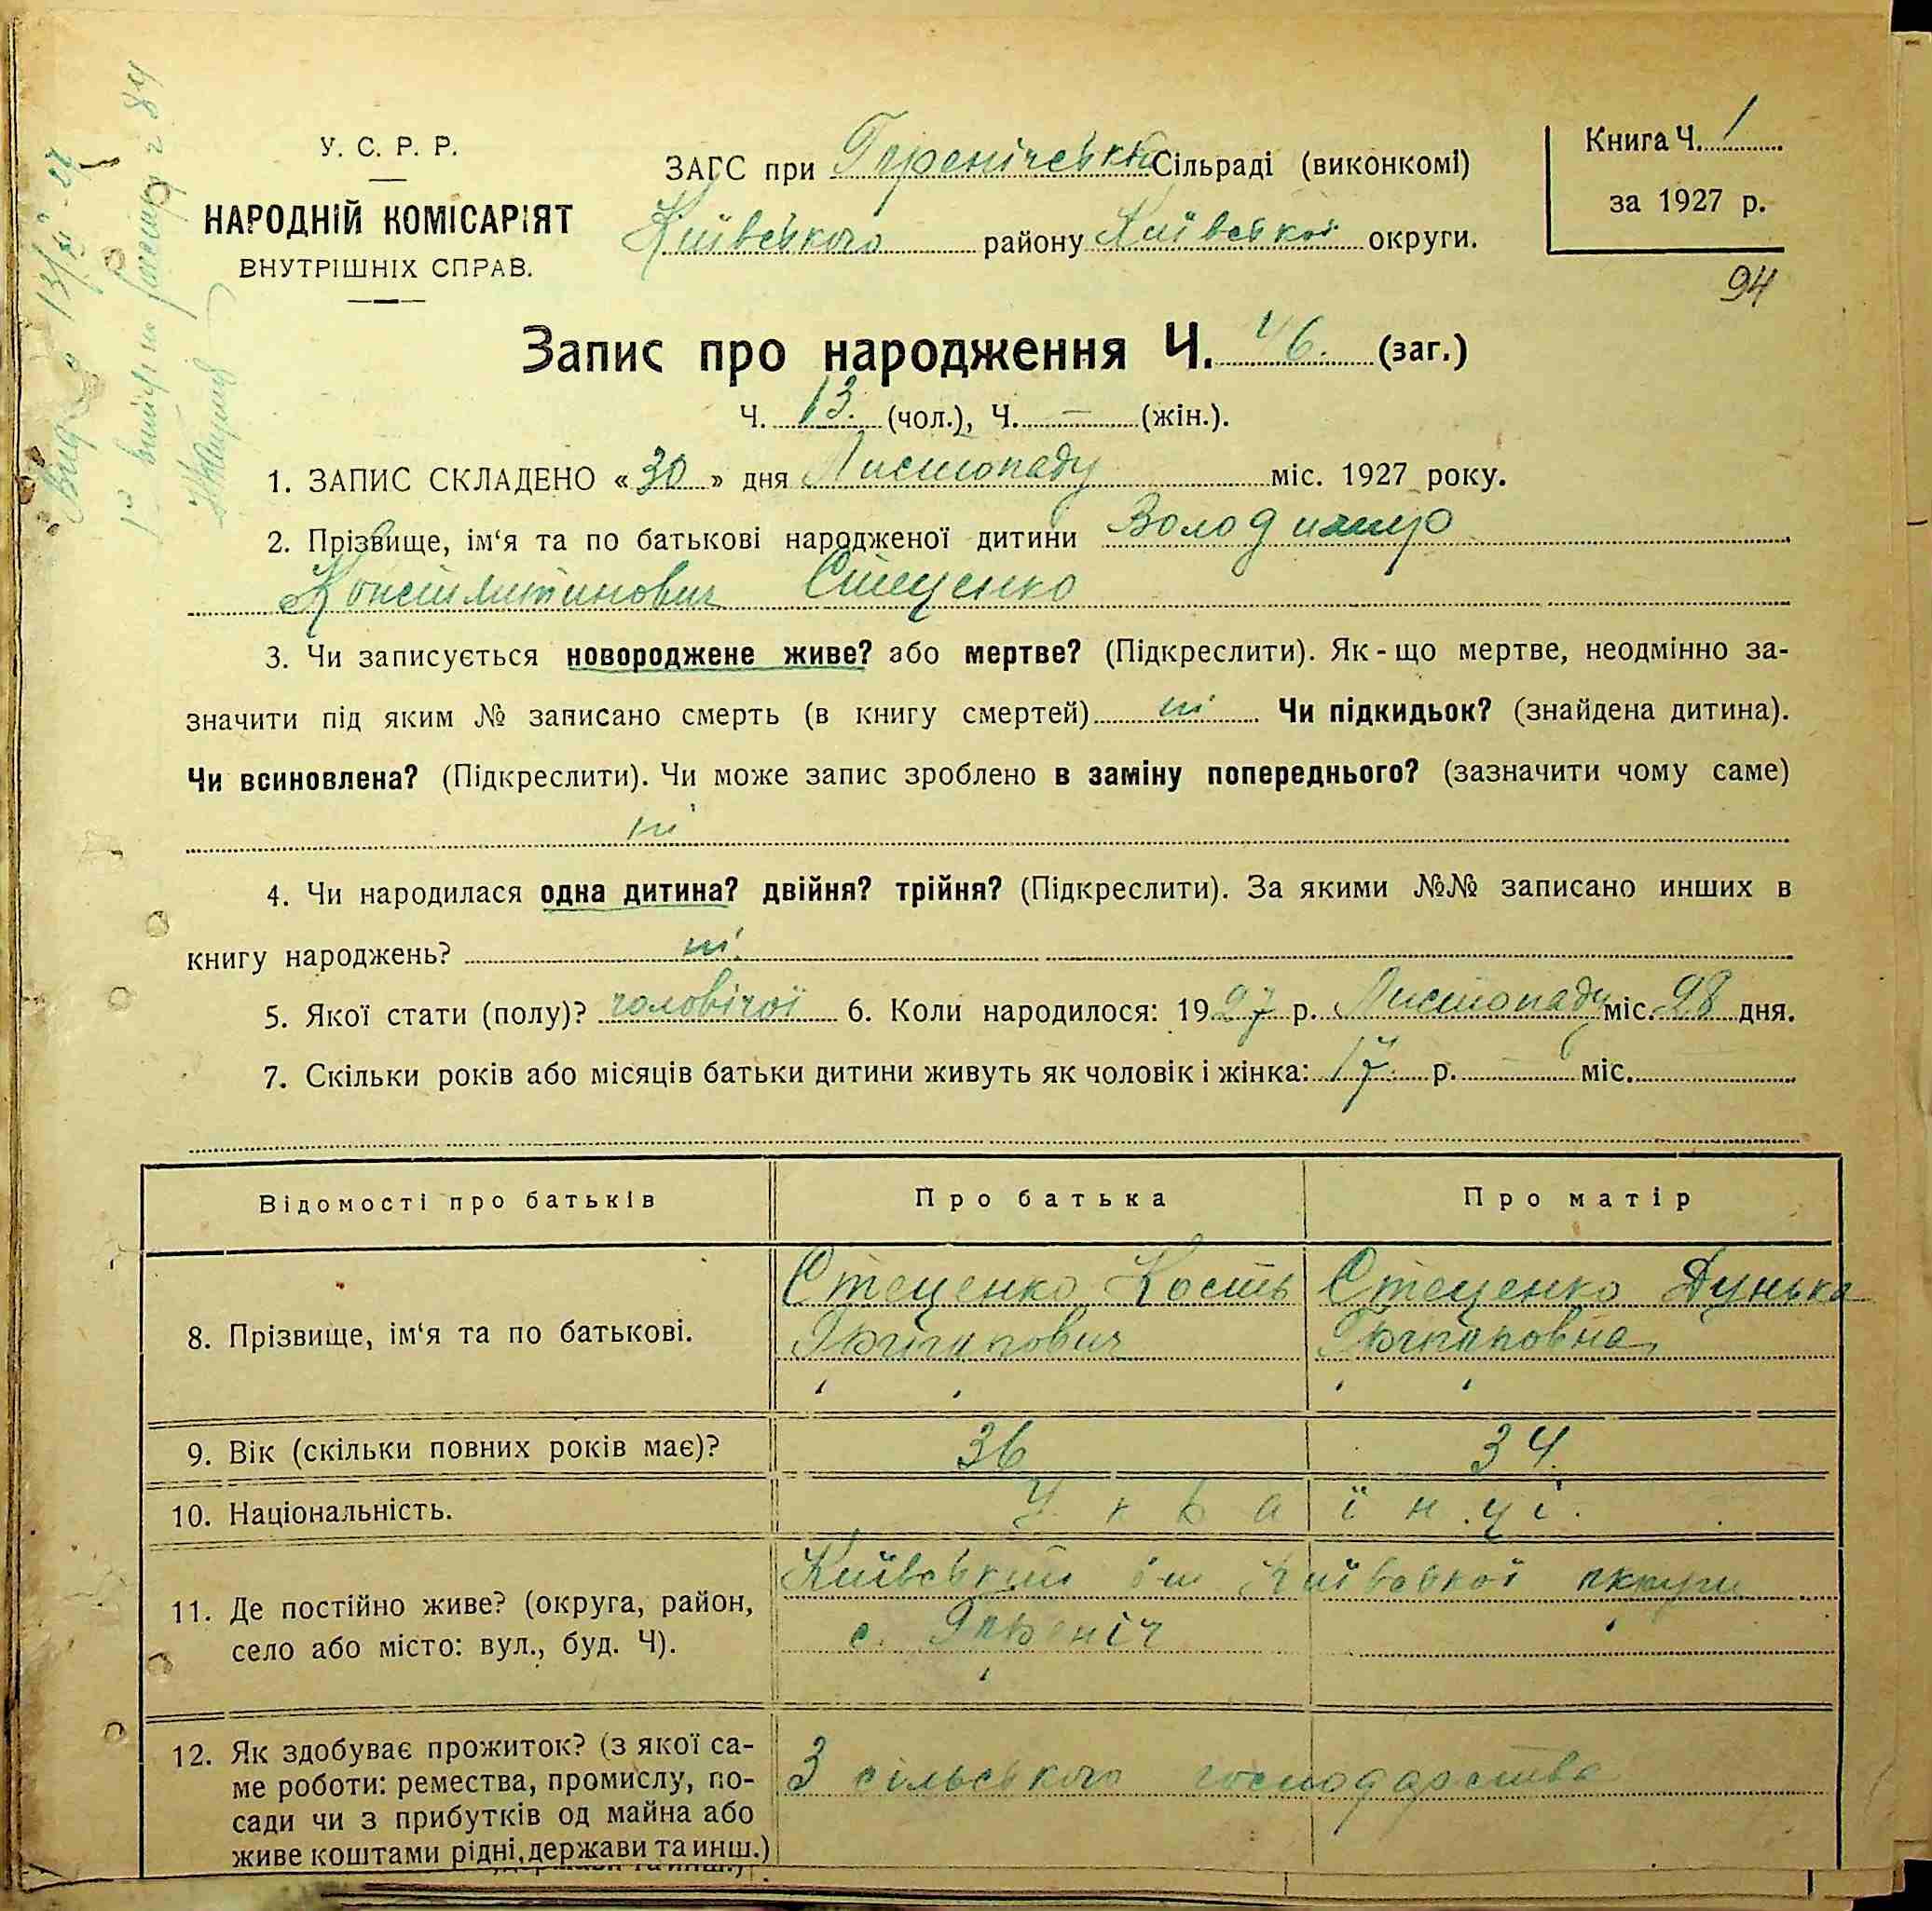 У. С. Р. Р.
НАРОДНІЙ КОМІСАРІЯТ
ВНУТРІШНІХ СПРАВ.
ЗАГС при Гореніческій Сільраді (виконкомі)
Київського району Київської округи.
Книга Ч. 1
за 1927 р.
94
Запис про народження Ч. 46. (заг.)
Ч. 13. (чол.), Ч. — (жін.).
1. ЗАПИС СКЛАДЕНО «30» дня Листопаду міс. 1927 року.
2. Прізвище, ім‘я та по батькові народженої дитини Володимир
Константинович Стеценко
3. Чи записується новороджене живе? або мертве? (Підкреслити). Як-що мертве, неодмінно за-
значити під яким № записано смерть (в книгу смертей) ні. Чи підкидьок? (знайдена дитина).
Чи всиновлена? (Підкреслити). Чи може запис зроблено в заміну попереднього? (зазначити чому саме)
ні
4. Чи народилася одна дитина? двійня? трійня? (Підкреслити). За якими №№ записано инших в
книгу народжень? ні.
5. Якої стати (полу)? чоловічої 6. Коли народилося: 1927 р. Листопаду міс. 28 дня.
7. Скільки років або місяців батьки дитини живуть як чоловік і жінка: 17 р. — міс.
Відомості про батьків Про батька Про матір
8. Прізвище, ім‘я та по батькові. Стеценко Кость Стеценко Дунька
9. Вік (скільки повних років має)? 36 34.
10. Національність. Українці.
11. Де постійно живе? (округа, район,
село або місто: вул., буд. Ч).
Київський Київської округи
с.
12. Як здобуває прожиток? (з якої са-
ме роботи: ремества, промислу, по-
сади чи з прибутків од майна або
живе коштами рідні, держави та инш.)
З сільського господарства